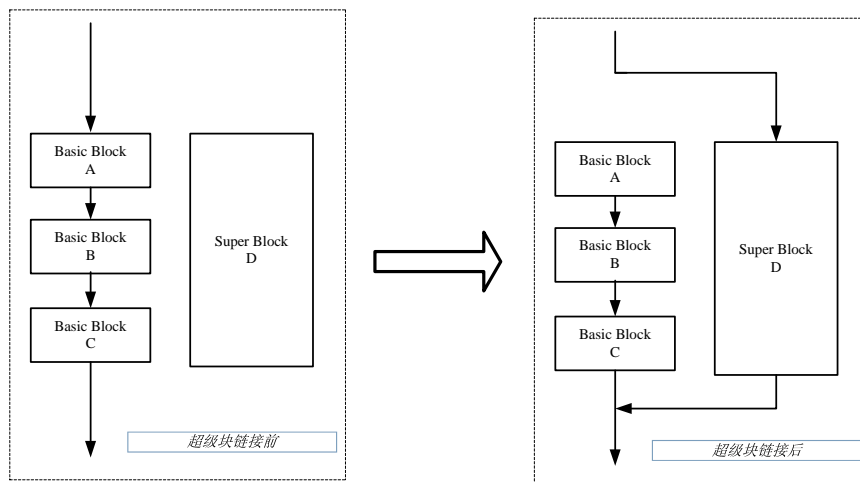 Basic Block
A
Basic Block
B
Basic Block
C
Super Block
D
超级块链接前
Basic Block
A
Basic Block
B
Basic Block
C
Super Block
D
超级块链接后